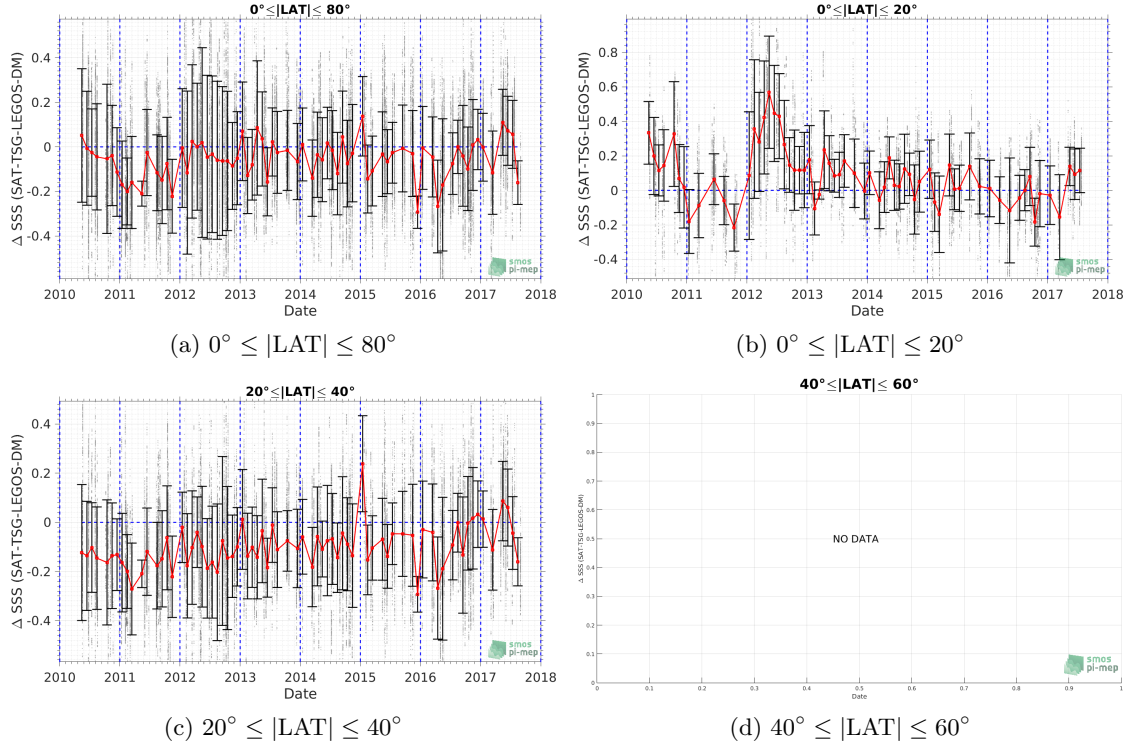 0°≤|LAT|≤ 80°
Δ SSS (SAT-TSG-LEGOS-DM)
0.4
0.2
0
-0.2
-0.4
2010 2011 2012 2013 2014 2015 2016 2017 2018
Date
smos
pi-mep
(a) 0° ≤ |LAT| ≤ 80°
0°≤|LAT|≤ 20°
Δ SSS (SAT-TSG-LEGOS-DM)
0.8
0.6
0.4
0.2
0
-0.2
-0.4
2010 2011 2012 2013 2014 2015 2016 2017 2018
Date
smos
pi-mep
(b) 0° ≤ |LAT| ≤ 20°
20°≤|LAT|≤ 40°
Δ SSS (SAT-TSG-LEGOS-DM)
0.4
0.2
0
-0.2
-0.4
2010 2011 2012 2013 2014 2015 2016 2017 2018
Date
smos
pi-mep
(c) 20° ≤ |LAT| ≤ 40°
40°≤|LAT|≤ 60°
Δ SSS (SAT-TSG-LEGOS-DM)
1
0.9
0.8
0.7
0.6
0.5
0.4
0.3
0.2
0.1
0
NO DATA
0 0.1 0.2 0.3 0.4 0.5 0.6 0.7 0.8 0.9 1
Date
smos
pi-mep
(d) 40° ≤ |LAT| ≤ 60°